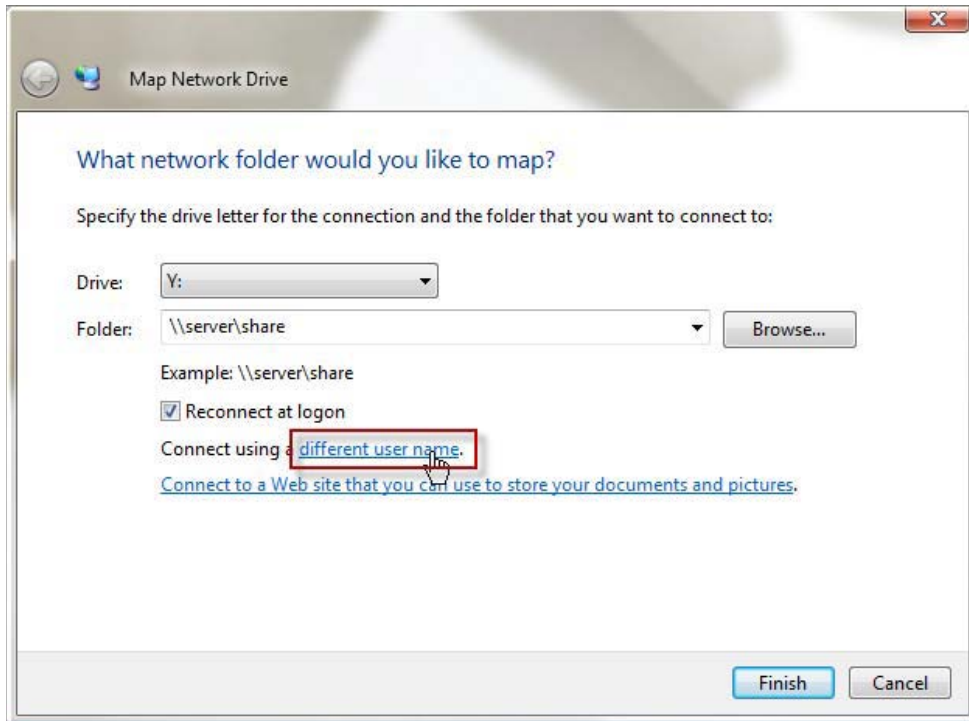 Map Network Drive
What network folder would you like to map?
Specify the drive letter for the connection and the folder that you want to connect to:
Drive: Y:
Folder: \\server\share Browse...
Example: \\server\share
Reconnect at logon
Connect using a different user name.
Connect to a Web site that you can use to store your documents and pictures.
Finish Cancel